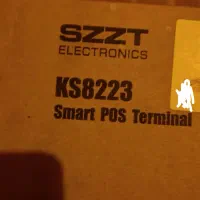 SZZT
ELECTRONICS
KS8223
Smart POS Terminal